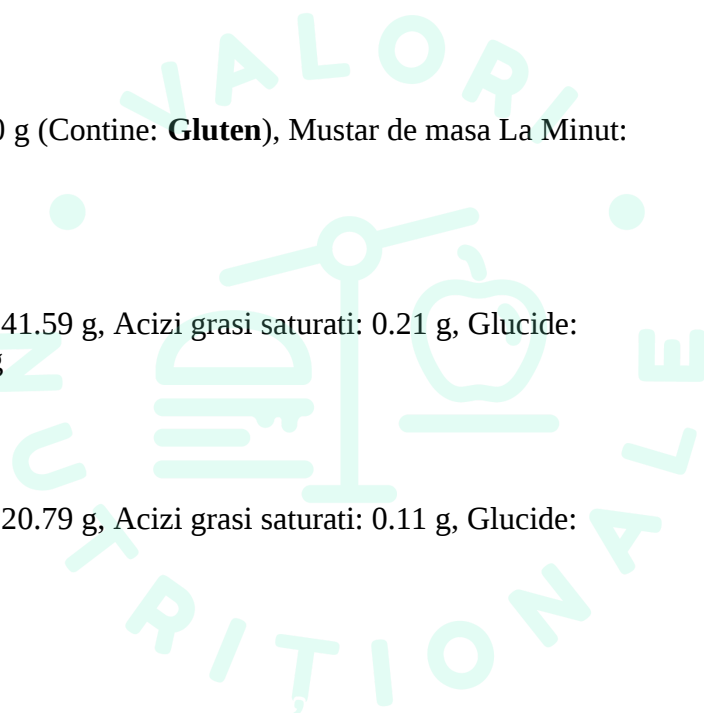 0 g (Contine: Gluten), Mustar de masa La Minut:
41.59 g, Acizi grasi saturati: 0.21 g, Glucide:
g
20.79 g, Acizi grasi saturati: 0.11 g, Glucide:
VALORI
NUTRITIONALE